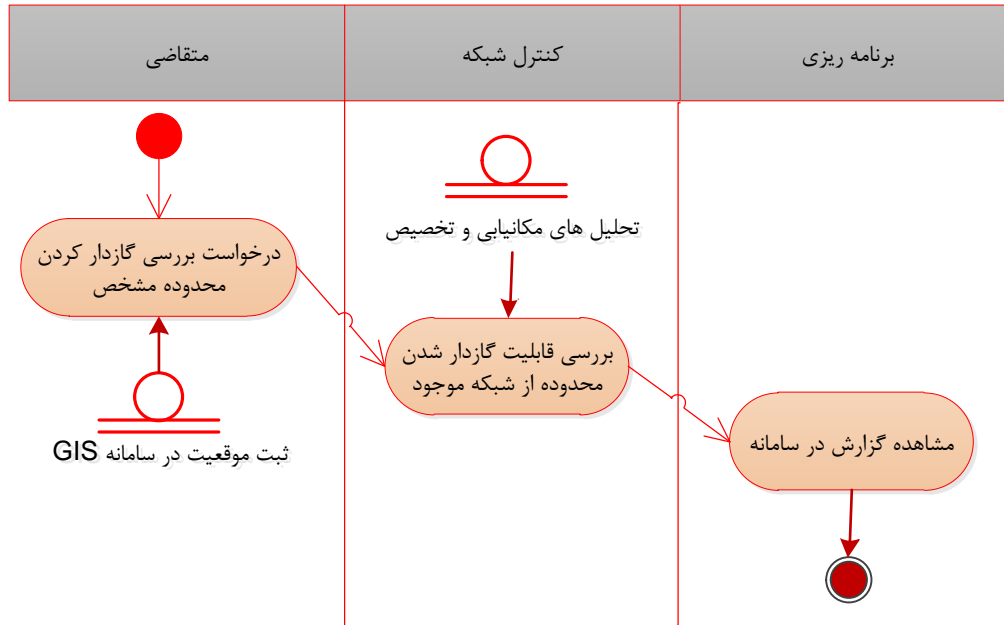 متقاضی
کنترل شبکه
برنامه ریزی
درخواست بررسی گازدار کردن
محدوده مشخص
ثبت موقعیت در سامانه GIS
تحلیل های مکانیابی و تخصیص
بررسی قابلیت گازدار شدن
محدوده از شبکه موجود
مشاهده گزارش در سامانه